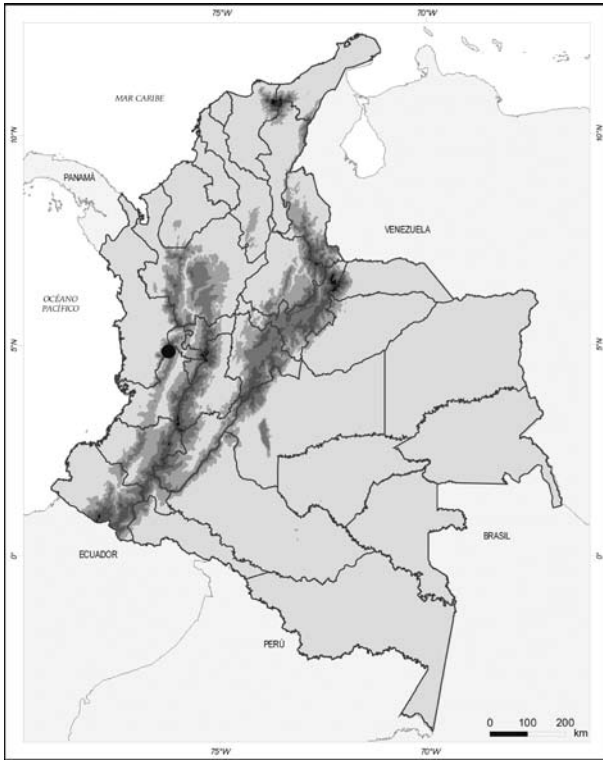 75°W 70°W
MAR CARIBE
10°N 10°N
PANAMÁ
VENEZUELA
OCÉANO
PACÍFICO
5°N 5°N
0° 0°
ECUADOR
BRASIL
PERÚ
0 100 200
km
75°W 70°W